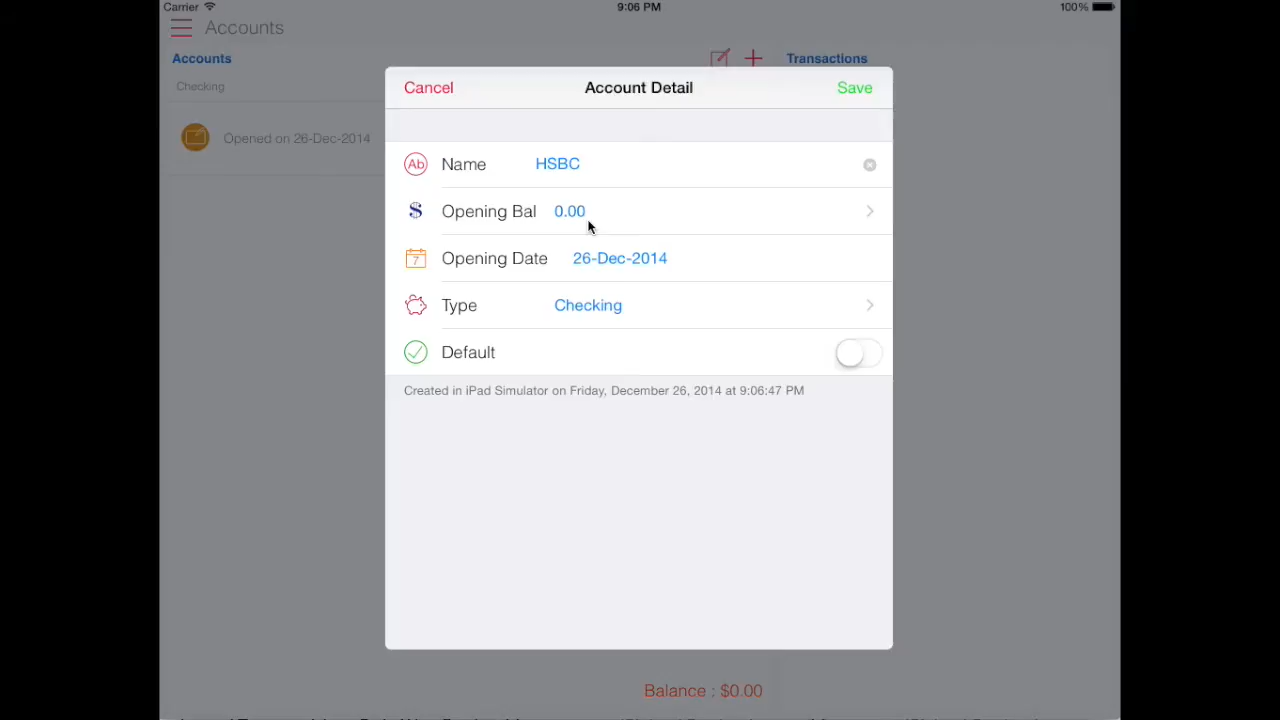 Carrier 9:06 PM 100%
Accounts
Accounts Transactions
Checking
Opened on 26-Dec-2014
Cancel Account Detail Save
Ab Name HSBC
$ Opening Bal 0.00
7 Opening Date 26-Dec-2014
Type Checking
Default
Created in iPad Simulator on Friday, December 26, 2014 at 9:06:47 PM
Balance : $0.00